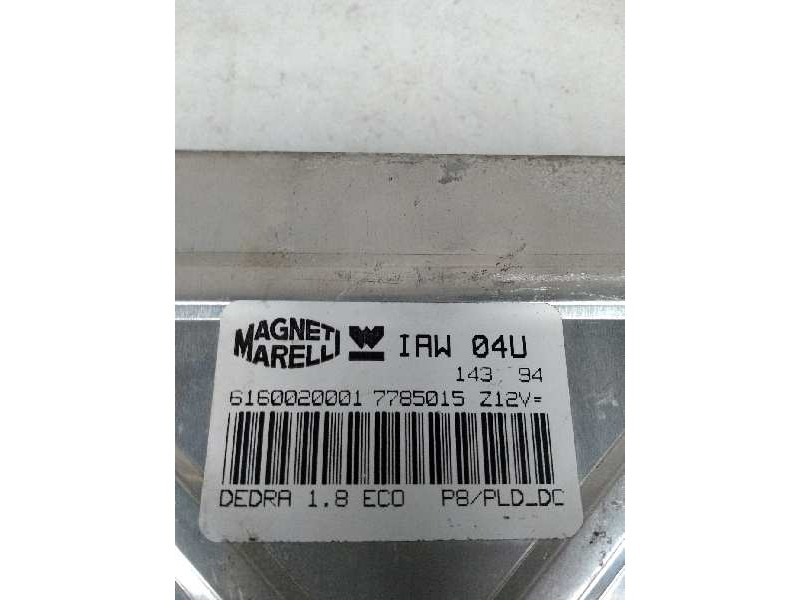 MAGNETI MARELLI IAW 04U
143 94
6160020001 7785015 Z12V=
DEDRA 1.8 ECO P8/PLD_DC